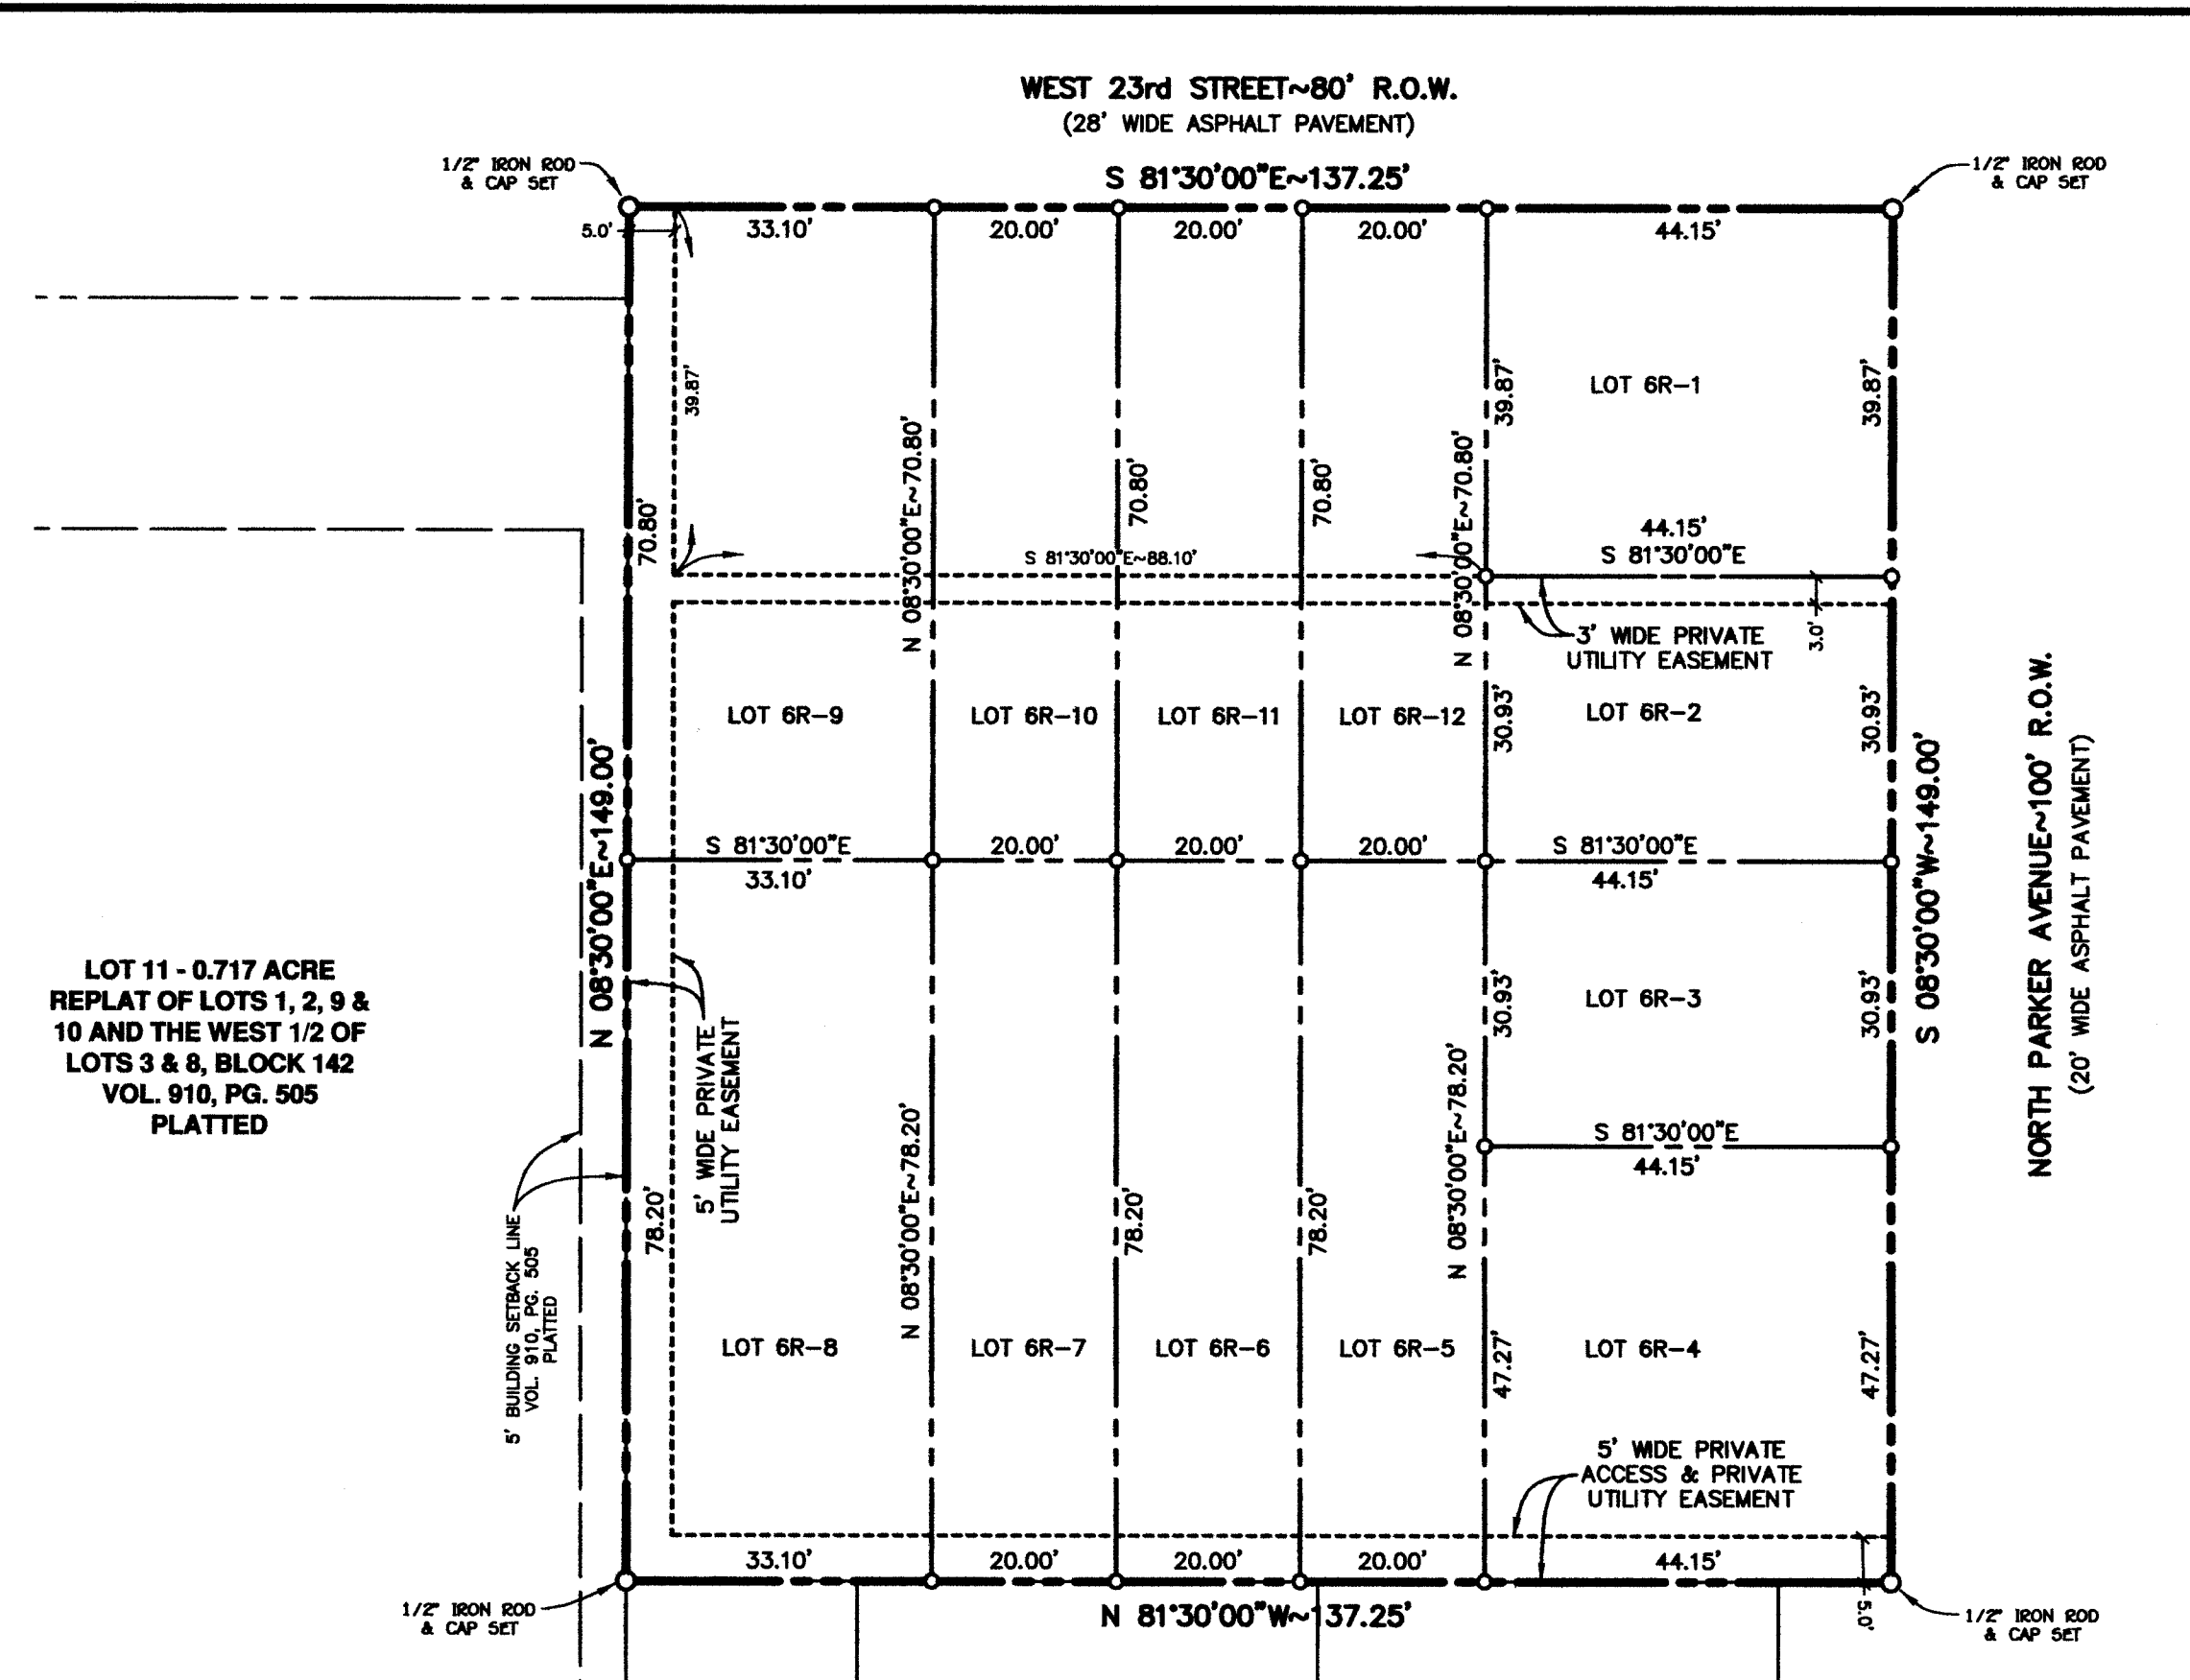 WEST 23rd STREET~80' R.O.W.
(28' WIDE ASPHALT PAVEMENT)
S 81°30'00"E~137.25'
1/2" IRON ROD
& CAP SET
1/2" IRON ROD
& CAP SET
5.0'
33.10'
20.00'
20.00'
20.00'
44.15'
39.87'
70.80'
N 08°30'00"E~70.80'
70.80'
70.80'
N 08°30'00"E~70.80'
39.87'
LOT 6R-1
39.87'
44.15'
S 81°30'00"E
S 81°30'00"E~88.10'
3' WIDE PRIVATE
UTILITY EASEMENT
3.0'
LOT 6R-9
LOT 6R-10
LOT 6R-11
LOT 6R-12
30.93'
LOT 6R-2
30.93'
N 08°30'00"E~149.00'
S 08°30'00"W~149.00'
NORTH PARKER AVENUE~100' R.O.W.
(20' WIDE ASPHALT PAVEMENT)
S 81°30'00"E
33.10'
20.00'
20.00'
20.00'
S 81°30'00"E
44.15'
LOT 11 - 0.717 ACRE
REPLAT OF LOTS 1, 2, 9 &
10 AND THE WEST 1/2 OF
LOTS 3 & 8, BLOCK 142
VOL. 910, PG. 505
PLATTED
5' WIDE PRIVATE
UTILITY EASEMENT
30.93'
LOT 6R-3
30.93'
S 81°30'00"E
44.15'
5' BUILDING SETBACK LINE
VOL. 910, PG. 505
PLATTED
78.20'
N 08°30'00"E~78.20'
78.20'
78.20'
N 08°30'00"E~78.20'
LOT 6R-8
LOT 6R-7
LOT 6R-6
LOT 6R-5
47.27'
LOT 6R-4
47.27'
5' WIDE PRIVATE
ACCESS & PRIVATE
UTILITY EASEMENT
33.10'
20.00'
20.00'
20.00'
44.15'
5.0'
N 81°30'00"W~137.25'
1/2" IRON ROD
& CAP SET
1/2" IRON ROD
& CAP SET